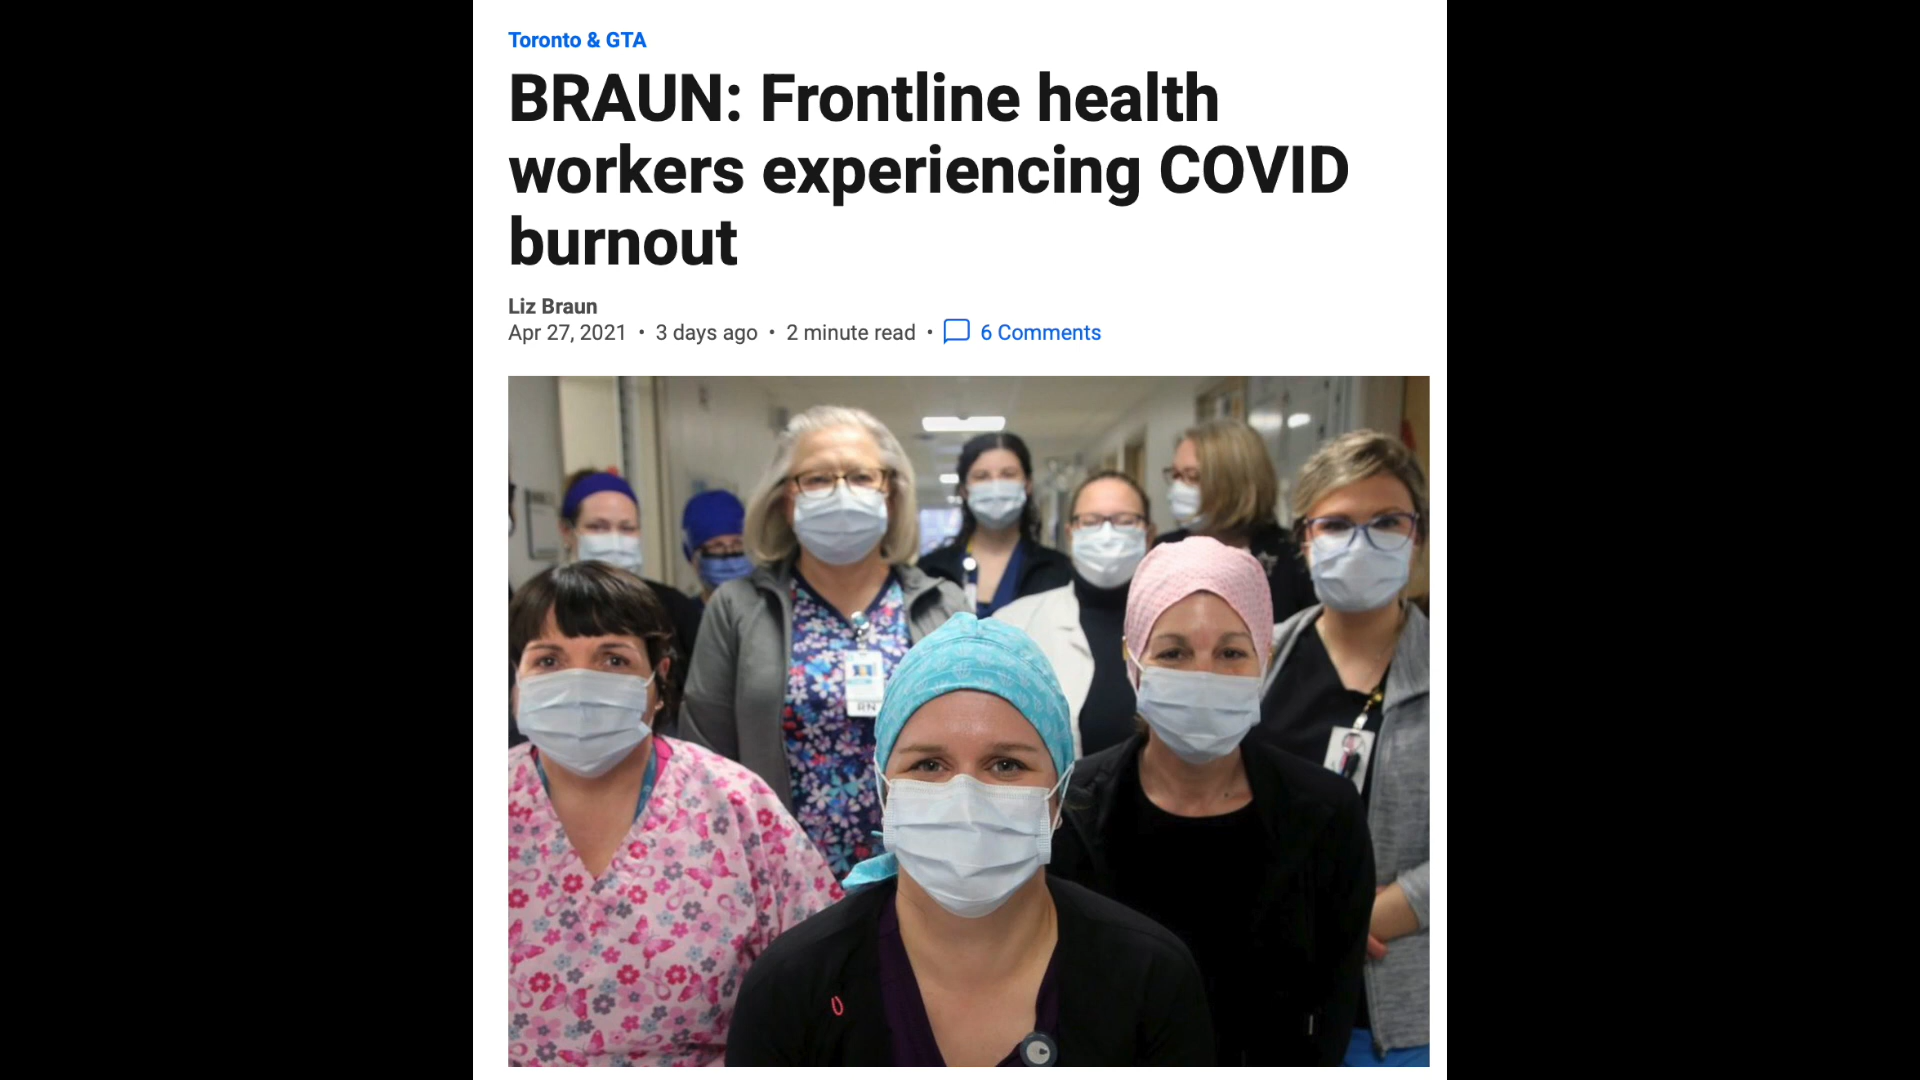 Toronto & GTA
BRAUN: Frontline health
workers experiencing COVID
burnout
Liz Braun
Apr 27, 2021 • 3 days ago • 2 minute read • 6 Comments
RN